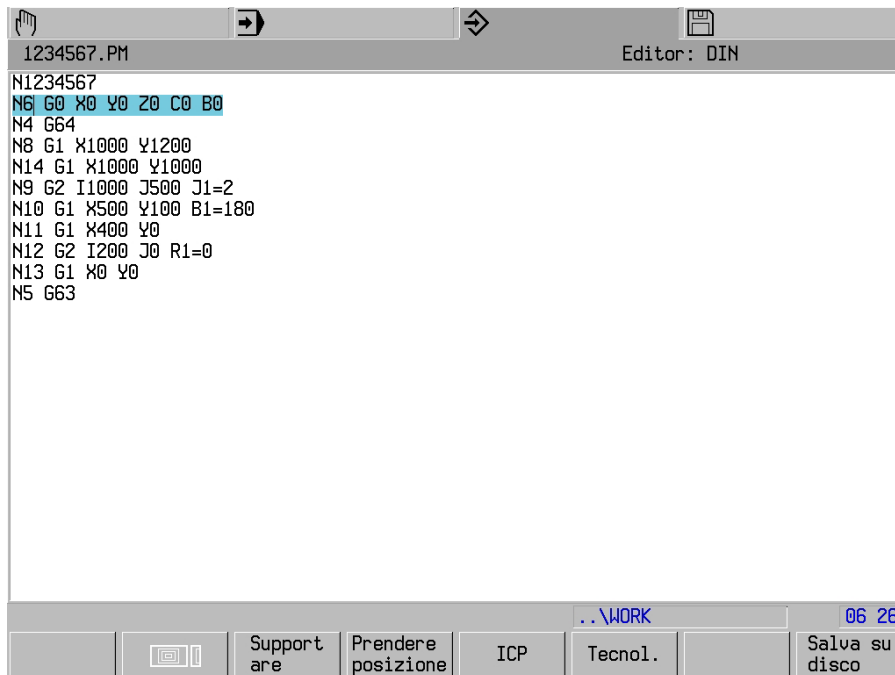 1234567.PM Editor: DIN
N1234567
N6 G0 X0 Y0 Z0 C0 B0
N4 G64
N8 G1 X1000 Y1200
N14 G1 X1000 Y1000
N9 G2 I1000 J500 J1=2
N10 G1 X500 Y100 B1=180
N11 G1 X400 Y0
N12 G2 I200 J0 R1=0
N13 G1 X0 Y0
N5 G63
..\WORK 06 26
Support
are
Prendere
posizione
ICP
Tecnol.
Salva su
disco